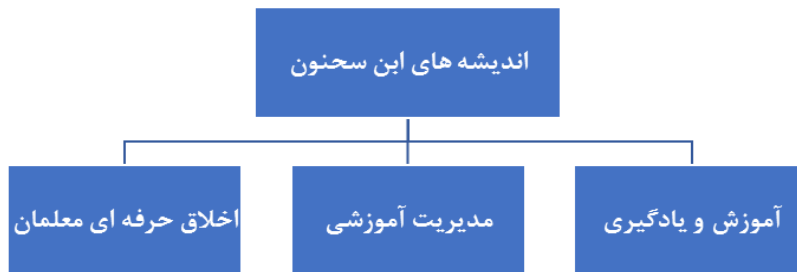 اندیشه های ابن سحنون
آموزش و یادگیری
مدیریت آموزشی
اخلاق حرفه ای معلمان